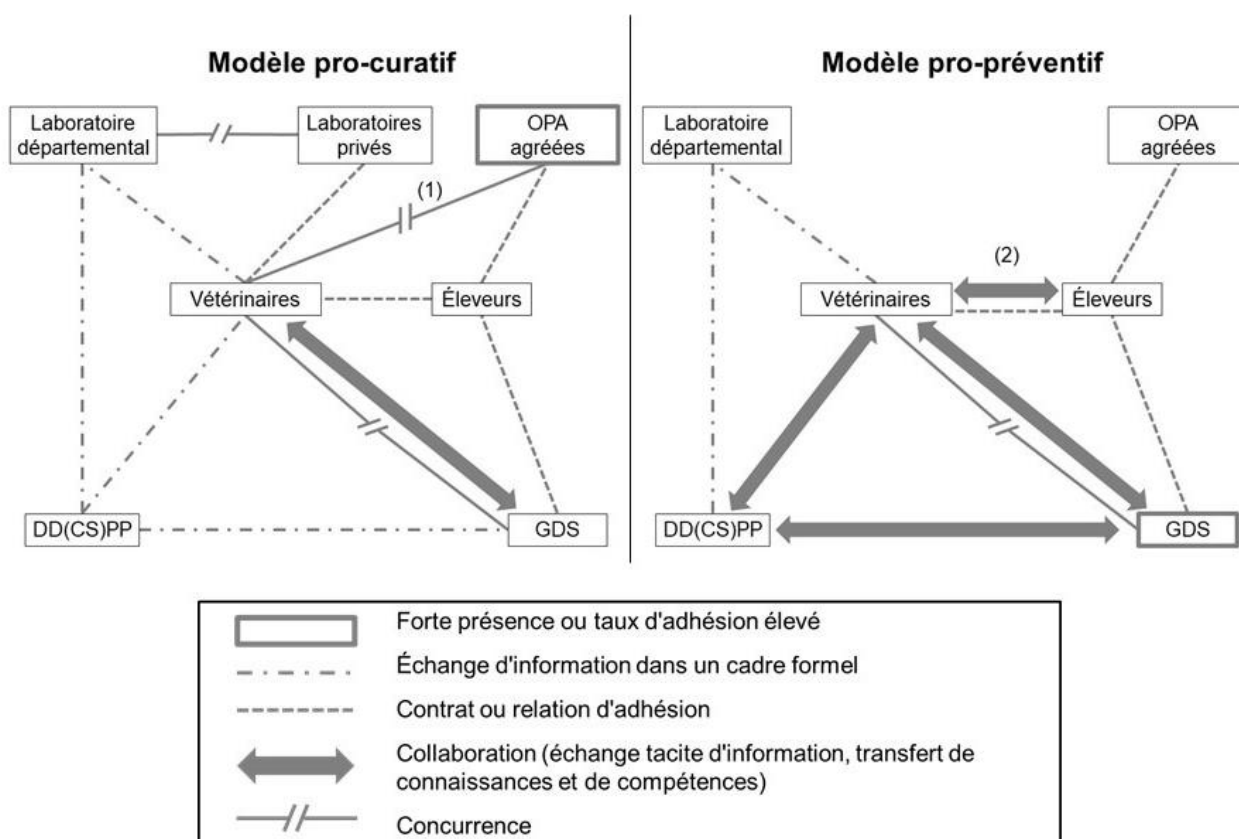 Modèle pro-curatif
Laboratoire
départemental
Laboratoires
privés
OPA
agréées
(1)
Vétérinaires
Éleveurs
DD(CS)PP
GDS
Modèle pro-préventif
Laboratoire
départemental
OPA
agréées
(2)
Vétérinaires
Éleveurs
DD(CS)PP
GDS
Forte présence ou taux d'adhésion élevé
Échange d'information dans un cadre formel
Contrat ou relation d'adhésion
Collaboration (échange tacite d'information, transfert de
connaissances et de compétences)
Concurrence